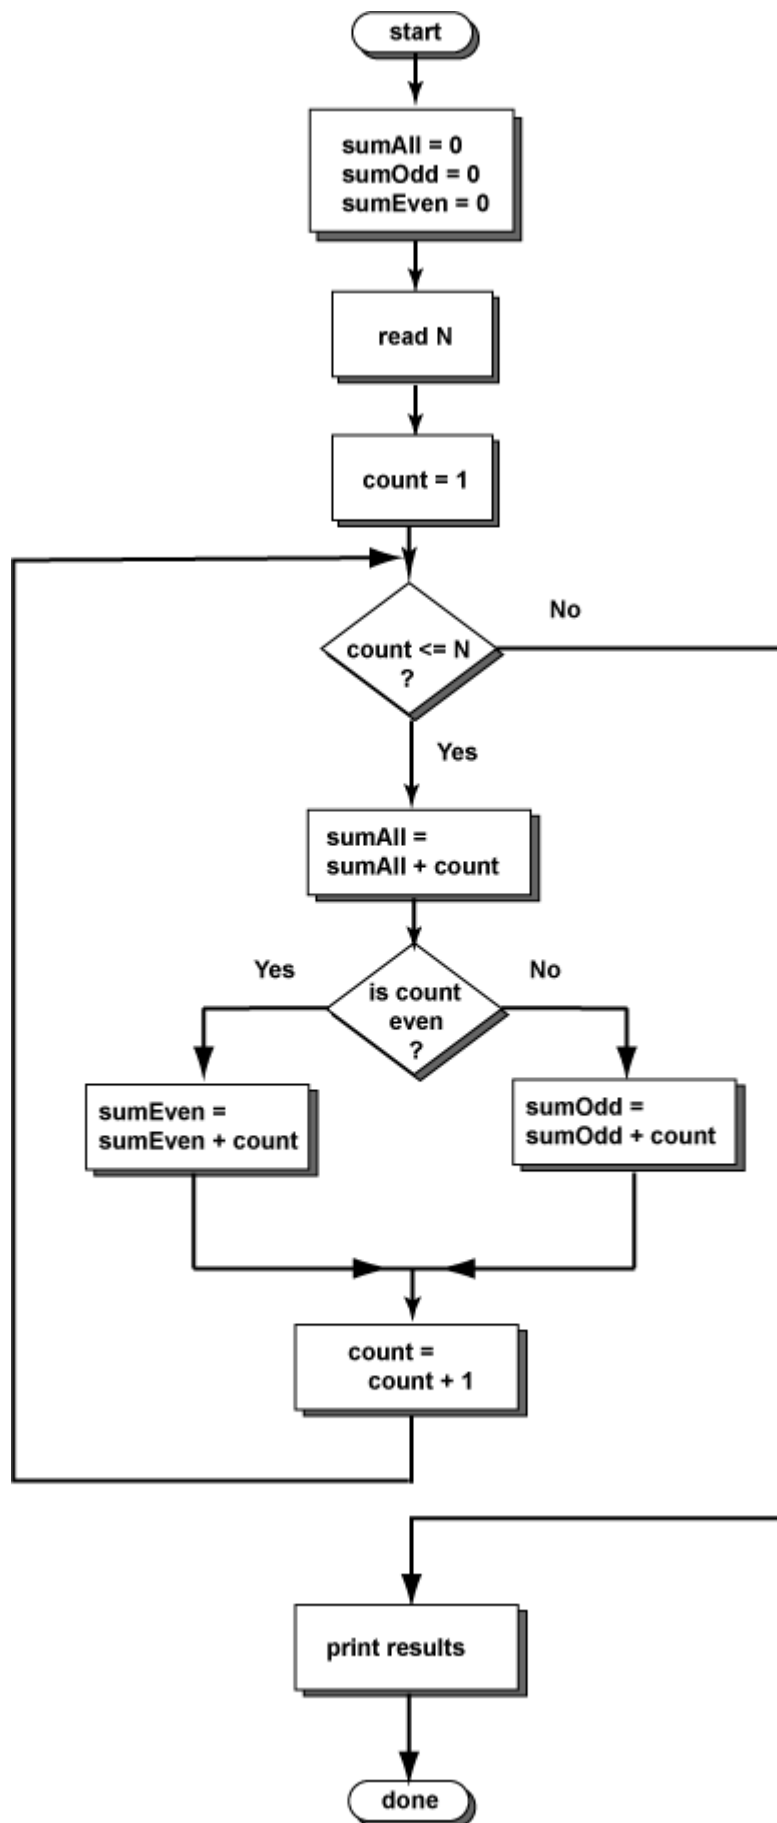 start
sumAll = 0
sumOdd = 0
sumEven = 0
read N
count = 1
No
count <= N
?
Yes
sumAll =
sumAll + count
Yes
No
is count
even
?
sumEven =
sumEven + count
sumOdd =
sumOdd + count
count =
count + 1
print results
done